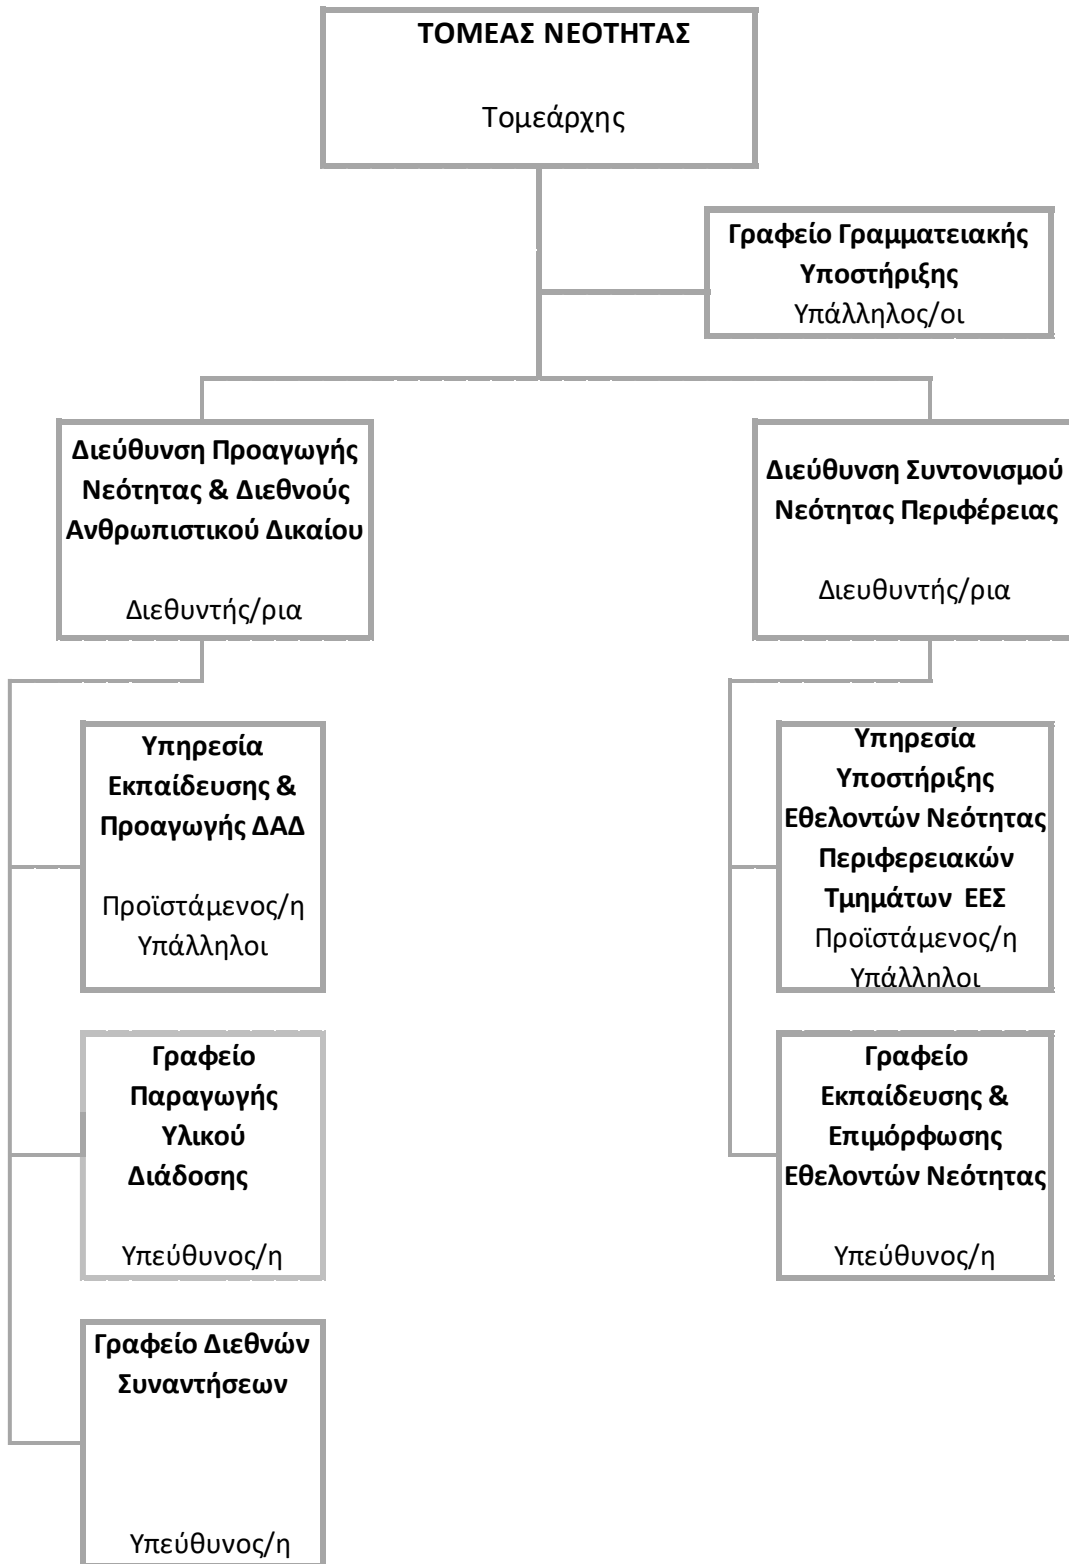 ΤΟΜΕΑΣ ΝΕΟΤΗΤΑΣ
Τομεάρχης
Γραφείο Γραμματειακής
Υποστήριξης
Υπάλληλος/οι
Διεύθυνση Προαγωγής
Νεότητας & Διεθνούς
Ανθρωπιστικού Δικαίου
Διεθυντής/ρια
Διεύθυνση Συντονισμού
Νεότητας Περιφέρειας
Διευθυντής/ρια
Υπηρεσία
Εκπαίδευσης &
Προαγωγής ΔΑΔ
Προϊστάμενος/η
Υπάλληλοι
Γραφείο
Παραγωγής
Υλικού
Διάδοσης
Υπεύθυνος/η
Γραφείο Διεθνών
Συναντήσεων
Υπεύθυνος/η
Υπηρεσία
Υποστήριξης
Εθελοντών Νεότητας
Περιφερειακών
Τμημάτων ΕΕΣ
Προϊστάμενος/η
Υπάλληλοι
Γραφείο
Εκπαίδευσης &
Επιμόρφωσης
Εθελοντών Νεότητας
Υπεύθυνος/η